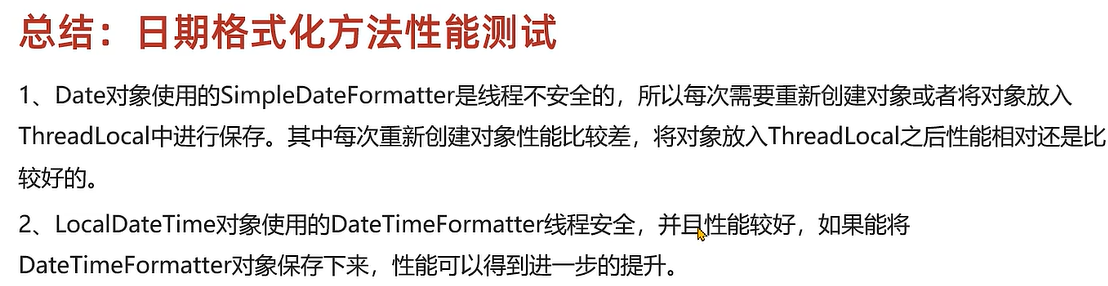 总结：日期格式化方法性能测试
1、Date对象使用的SimpleDateFormatter是线程不安全的，所以每次需要重新创建对象或者将对象放入
ThreadLocal中进行保存。其中每次重新创建对象性能比较差，将对象放入ThreadLocal之后性能相对还是比
较好的。
2、LocalDateTime对象使用的DateTimeFormatter线程安全，并且性能较好，如果能将
DateTimeFormatter对象保存下来，性能可以得到进一步的提升。